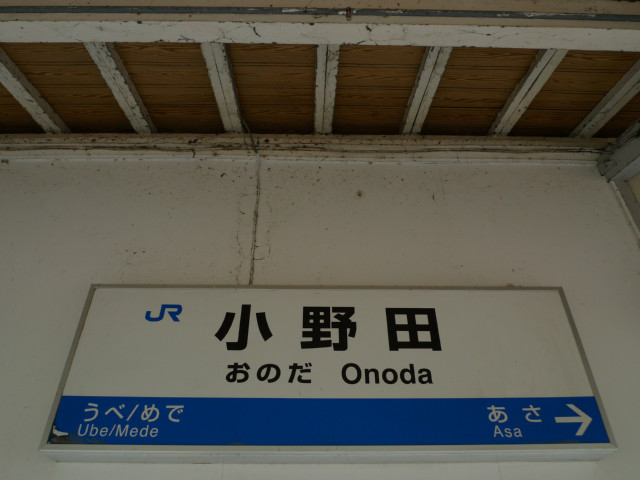 JR 小野田
おのだ Onoda
うべ/めで あさ →
Ube/Mede Asa